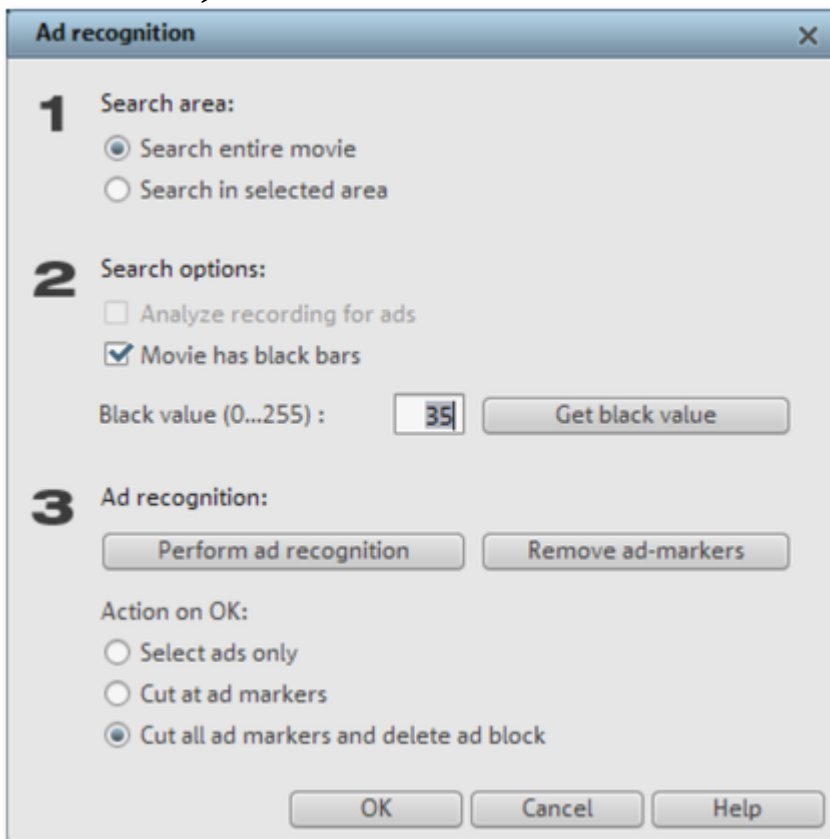 Ad recognition
1 Search area:
Search entire movie
Search in selected area
2 Search options:
Analyze recording for ads
Movie has black bars
Black value (0...255) : 35 Get black value
3 Ad recognition:
Perform ad recognition Remove ad-markers
Action on OK:
Select ads only
Cut at ad markers
Cut all ad markers and delete ad block
OK Cancel Help